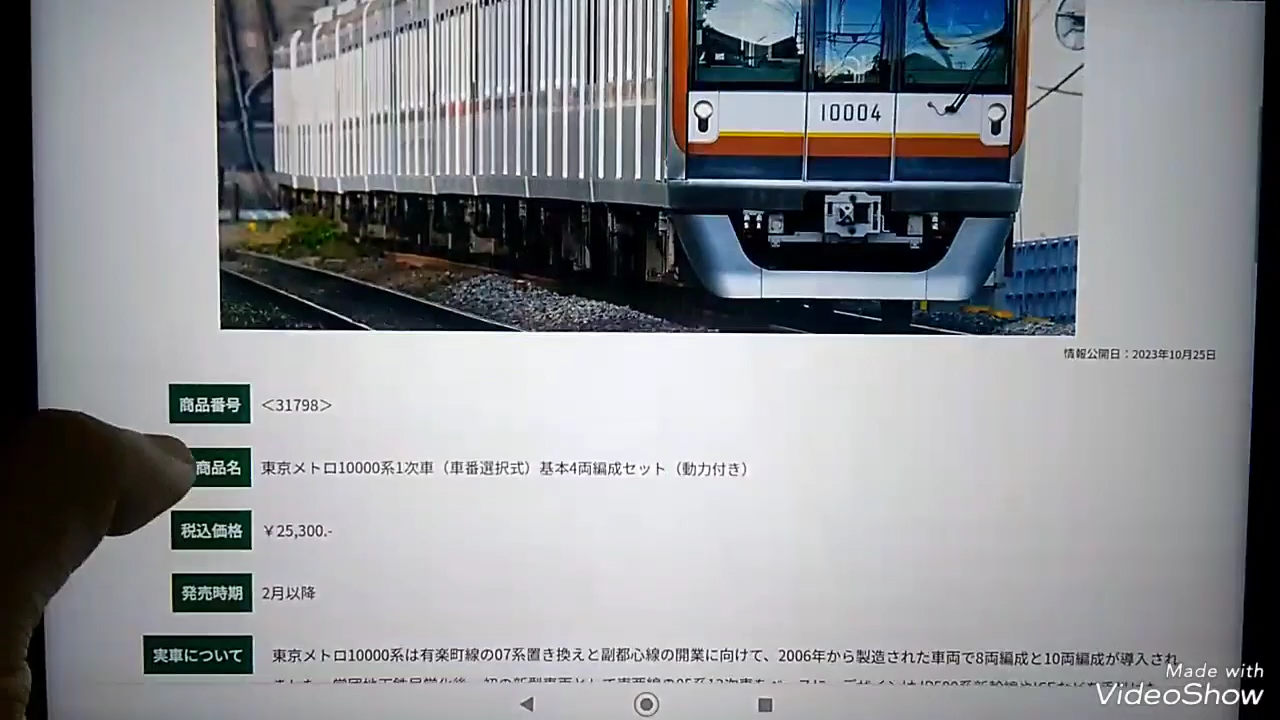 10004
情報公開日：2023年10月25日
商品番号 ＜31798＞
商品名 東京メトロ10000系1次車（車番選択式）基本4両編成セット（動力付き）
税込価格 ￥25,300.-
発売時期 2月以降
実車について 東京メトロ10000系は有楽町線の07系置き換えと副都心線の開業に向けて、2006年から製造された車両で8両編成と10両編成が導入され
Made with
VideoShow